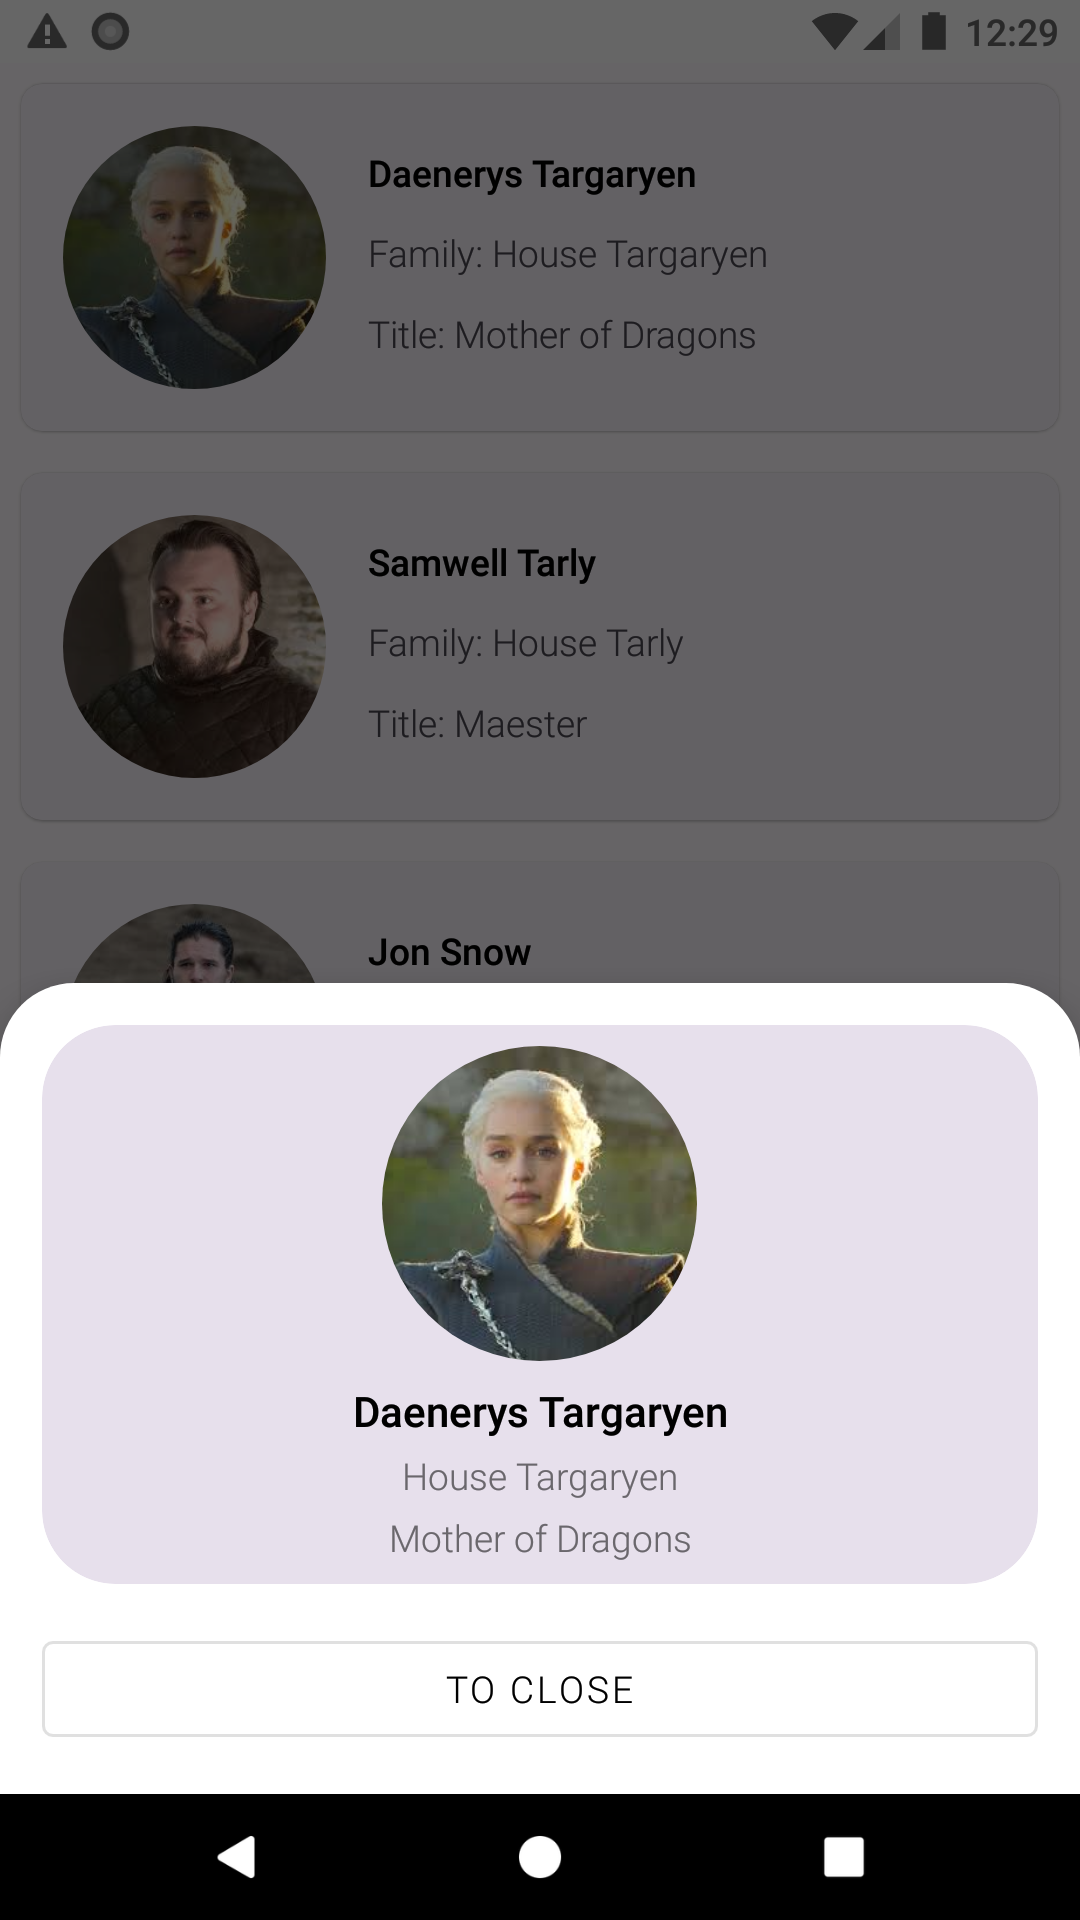 12:29
Daenerys Targaryen
Family: House Targaryen
Title: Mother of Dragons
Samwell Tarly
Family: House Tarly
Title: Maester
Jon Snow
Daenerys Targaryen
House Targaryen
Mother of Dragons
TO CLOSE